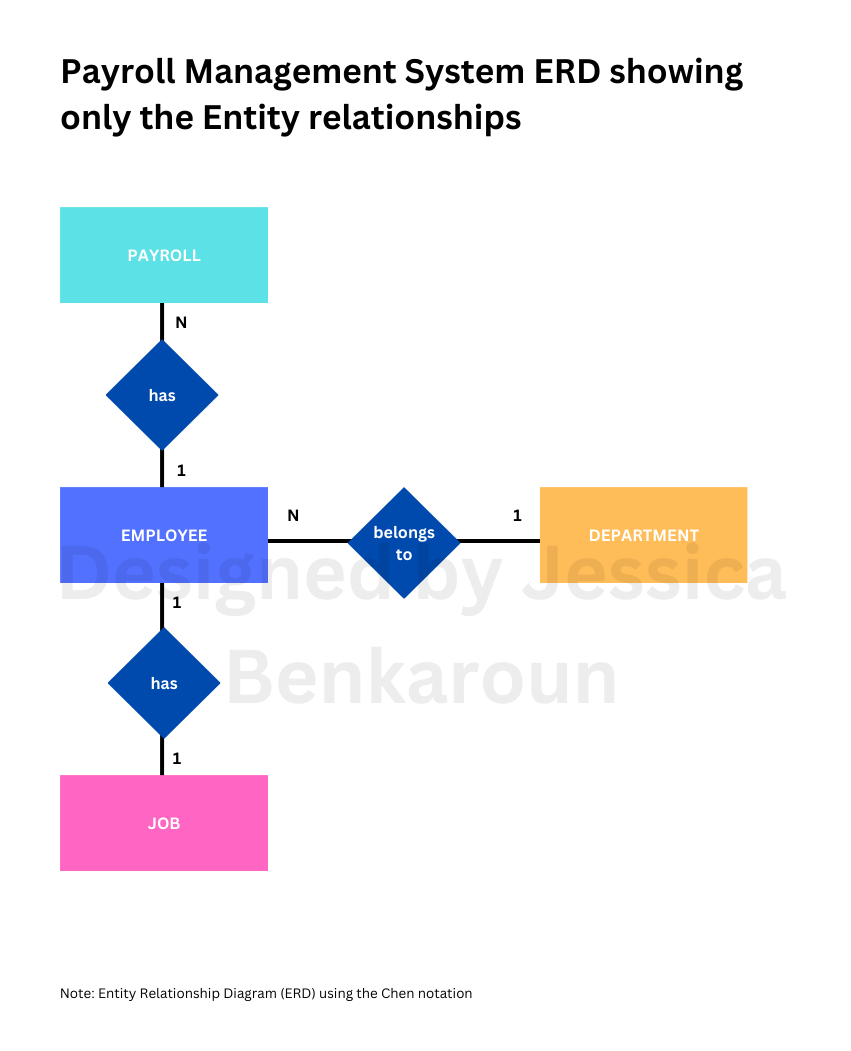 Payroll Management System ERD showing
only the Entity relationships
PAYROLL
N
has
1
EMPLOYEE
N
belongs
to
1
DEPARTMENT
Designed by Jessica
Benkaroun
1
has
1
JOB
Note: Entity Relationship Diagram (ERD) using the Chen notation